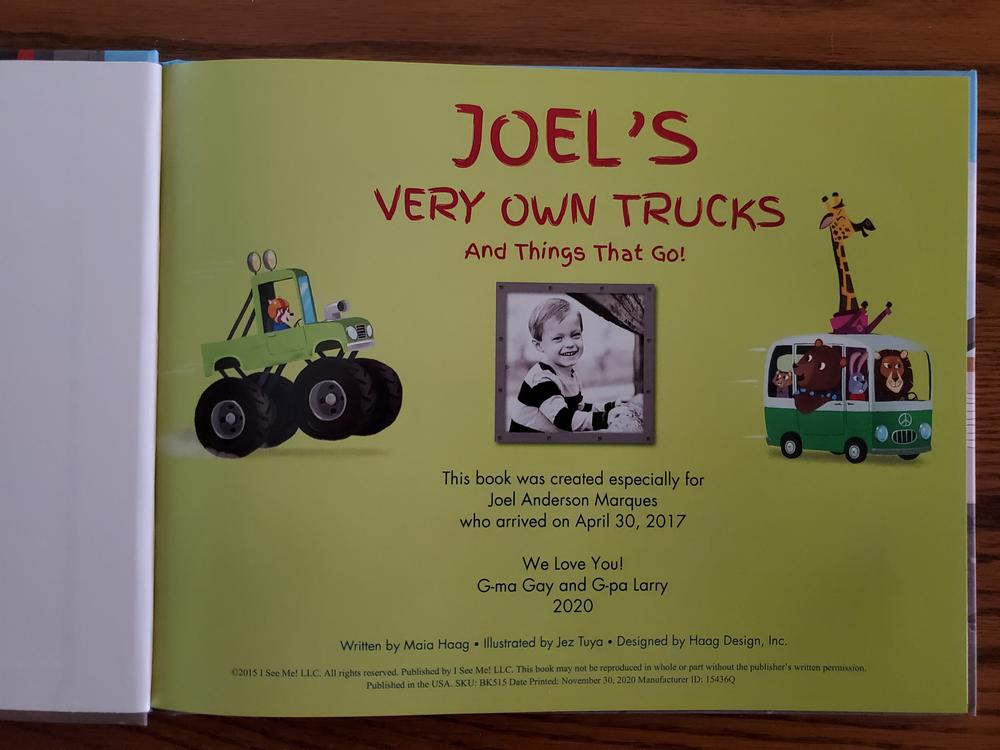 JOEL'S
VERY OWN TRUCKS
And Things That Go!
This book was created especially for
Joel Anderson Marques
who arrived on April 30, 2017
We Love You!
G-ma Gay and G-pa Larry
2020
Written by Maia Haag • Illustrated by Jez Tuya • Designed by Haag Design, Inc.
©2015 I See Me! LLC. All rights reserved. Published by I See Me! LLC. This book may not be reproduced in whole or part without the publisher's written permission.
Published in the USA. SKU: BK515 Date Printed: November 30, 2020 Manufacturer ID: 15436Q